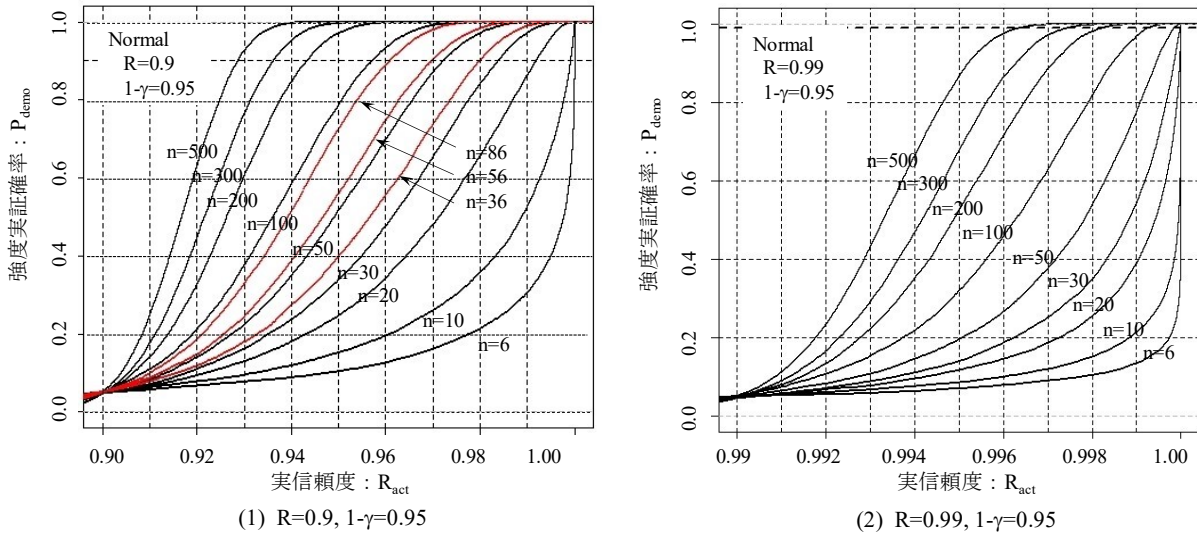 Normal
R=0.9
1-γ=0.95
強度実証確率：P_demo
0.0
0.2
0.4
0.6
0.8
1.0
n=500
n=300
n=200
n=100
n=50
n=30
n=20
n=10
n=6
n=86
n=56
n=36
0.90
0.92
0.94
0.96
0.98
1.00
実信頼度：R_act
(1) R=0.9, 1-γ=0.95
Normal
R=0.99
1-γ=0.95
強度実証確率：P_demo
0.0
0.2
0.4
0.6
0.8
1.0
n=500
n=300
n=200
n=100
n=50
n=30
n=20
n=10
n=6
0.99
0.992
0.994
0.996
0.998
1.00
実信頼度：R_act
(2) R=0.99, 1-γ=0.95